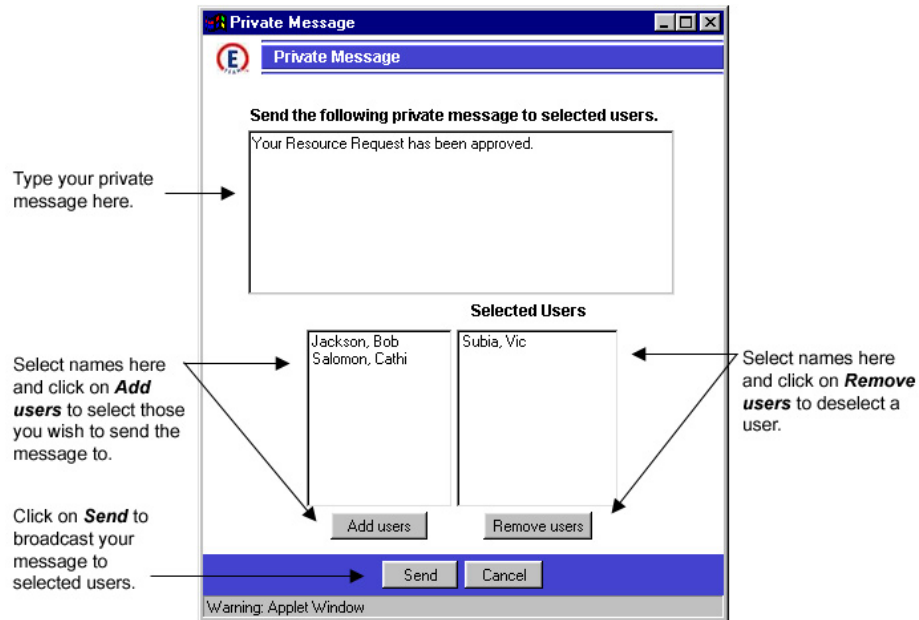 Private Message
E
TEAM
Private Message
Send the following private message to selected users.
Your Resource Request has been approved.
Type your private
message here.
Selected Users
Jackson, Bob
Salomon, Cathi
Subia, Vic
Select names here
and click on Add
users to select those
you wish to send the
message to.
Select names here
and click on Remove
users to deselect a
user.
Add users
Remove users
Click on Send to
broadcast your
message to
selected users.
Send
Cancel
Warning: Applet Window